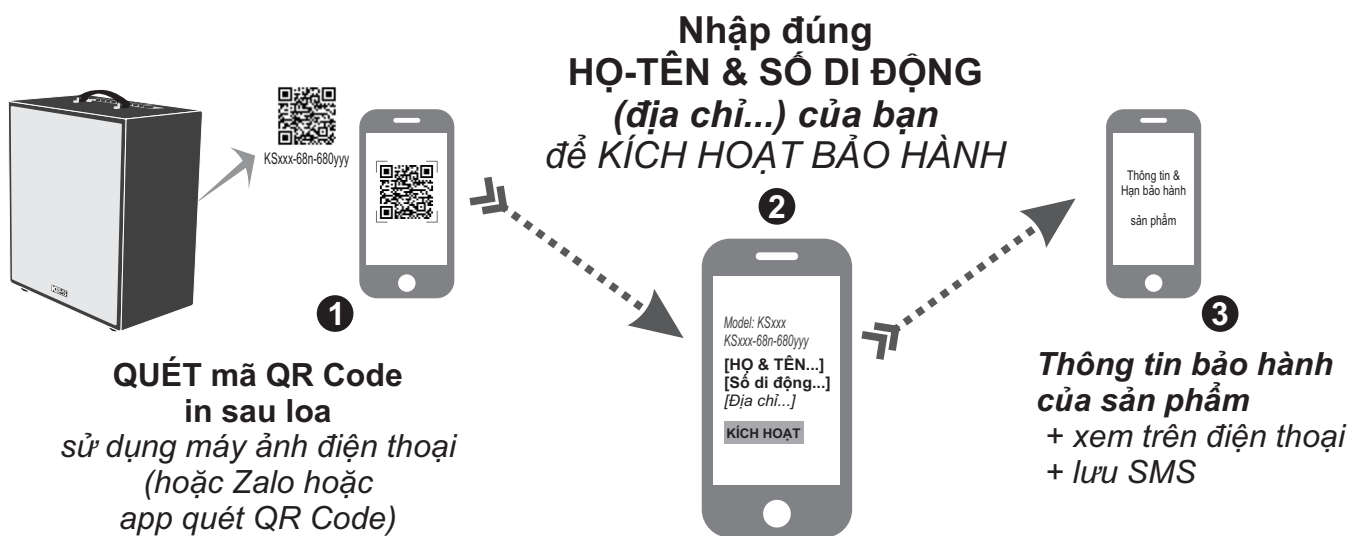 KSxxx-68n-680yyy
1
QUÉT mã QR Code
in sau loa
sử dụng máy ảnh điện thoại
(hoặc Zalo hoặc
app quét QR Code)
Nhập đúng
HỌ-TÊN & SỐ DI ĐỘNG
(địa chỉ...) của bạn
để KÍCH HOẠT BẢO HÀNH
2
Model: KSxxx
KSxxx-68n-680yyy
[HỌ & TÊN...]
[Số di động...]
[Địa chỉ...]
KÍCH HOẠT
Thông tin &
Hạn bảo hành
sản phẩm
3
Thông tin bảo hành
của sản phẩm
+ xem trên điện thoại
+ lưu SMS